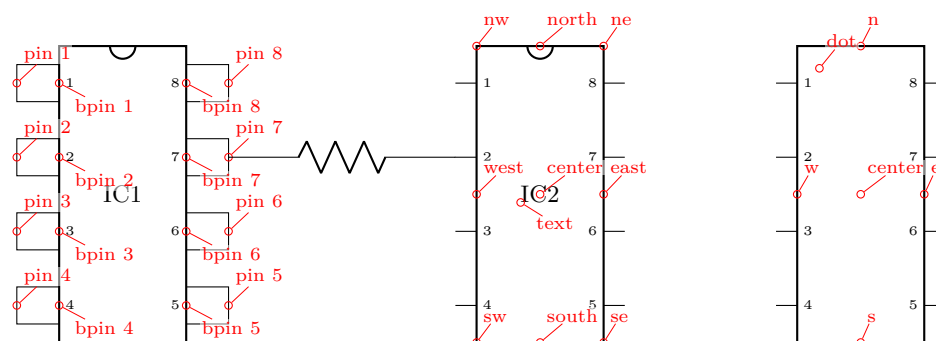 nw north ne n
pin 1 pin 8 dot
1 8 1 8 1 8
bpin 1 bpin 8
pin 2 pin 7
2 7 2 7 2 7
west center east w center e
bpin 2 bpin 7
IC1 IC2
pin 3 pin 6
text
3 6 3 6 3 6
bpin 3 bpin 6
pin 4 pin 5
4 5 4 5 4 5
sw south se s
bpin 4 bpin 5